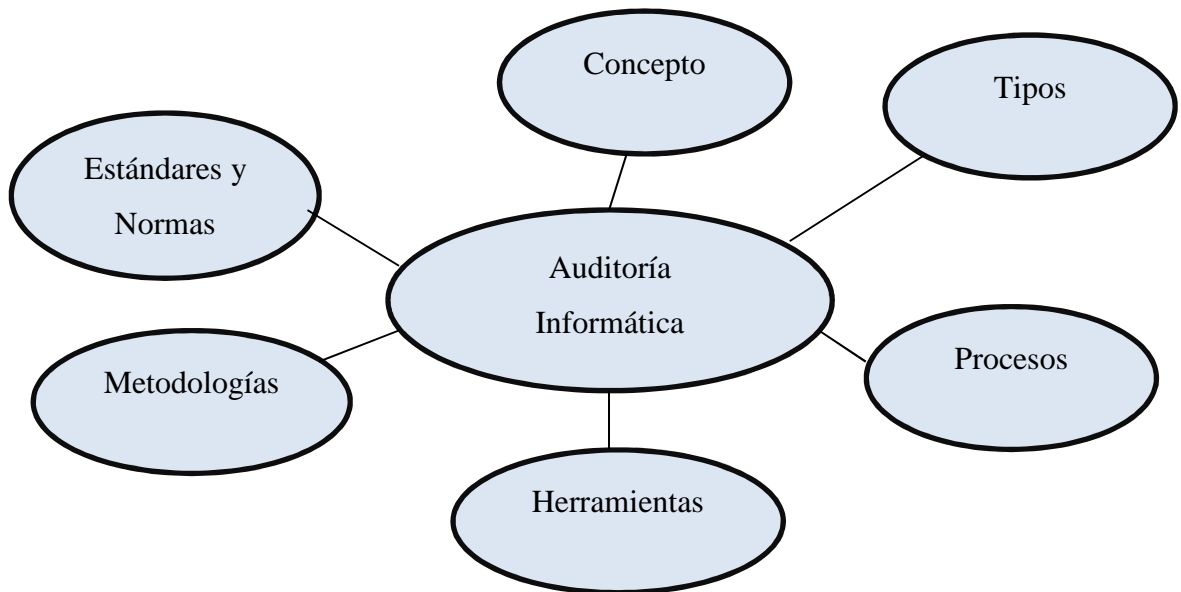 Concepto
Tipos
Estándares y
Normas
Auditoría
Informática
Procesos
Metodologías
Herramientas